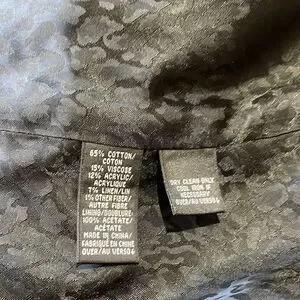 65% COTTON/
COTON
15% VISCOSE
12% ACRYLIC/
ACRYLIQUE
7% LINEN/LIN
1% OTHER FIBER/
AUTRE FIBRE
LINING/DOUBLURE:
100% ACETATE/
ACETATE
MADE IN CHINA/
FABRIQUÉ EN CHINE
OVER/AU VERSO
DRY CLEAN ONLY
COOL IRON IF
NECESSARY
OVER/AU VERSO